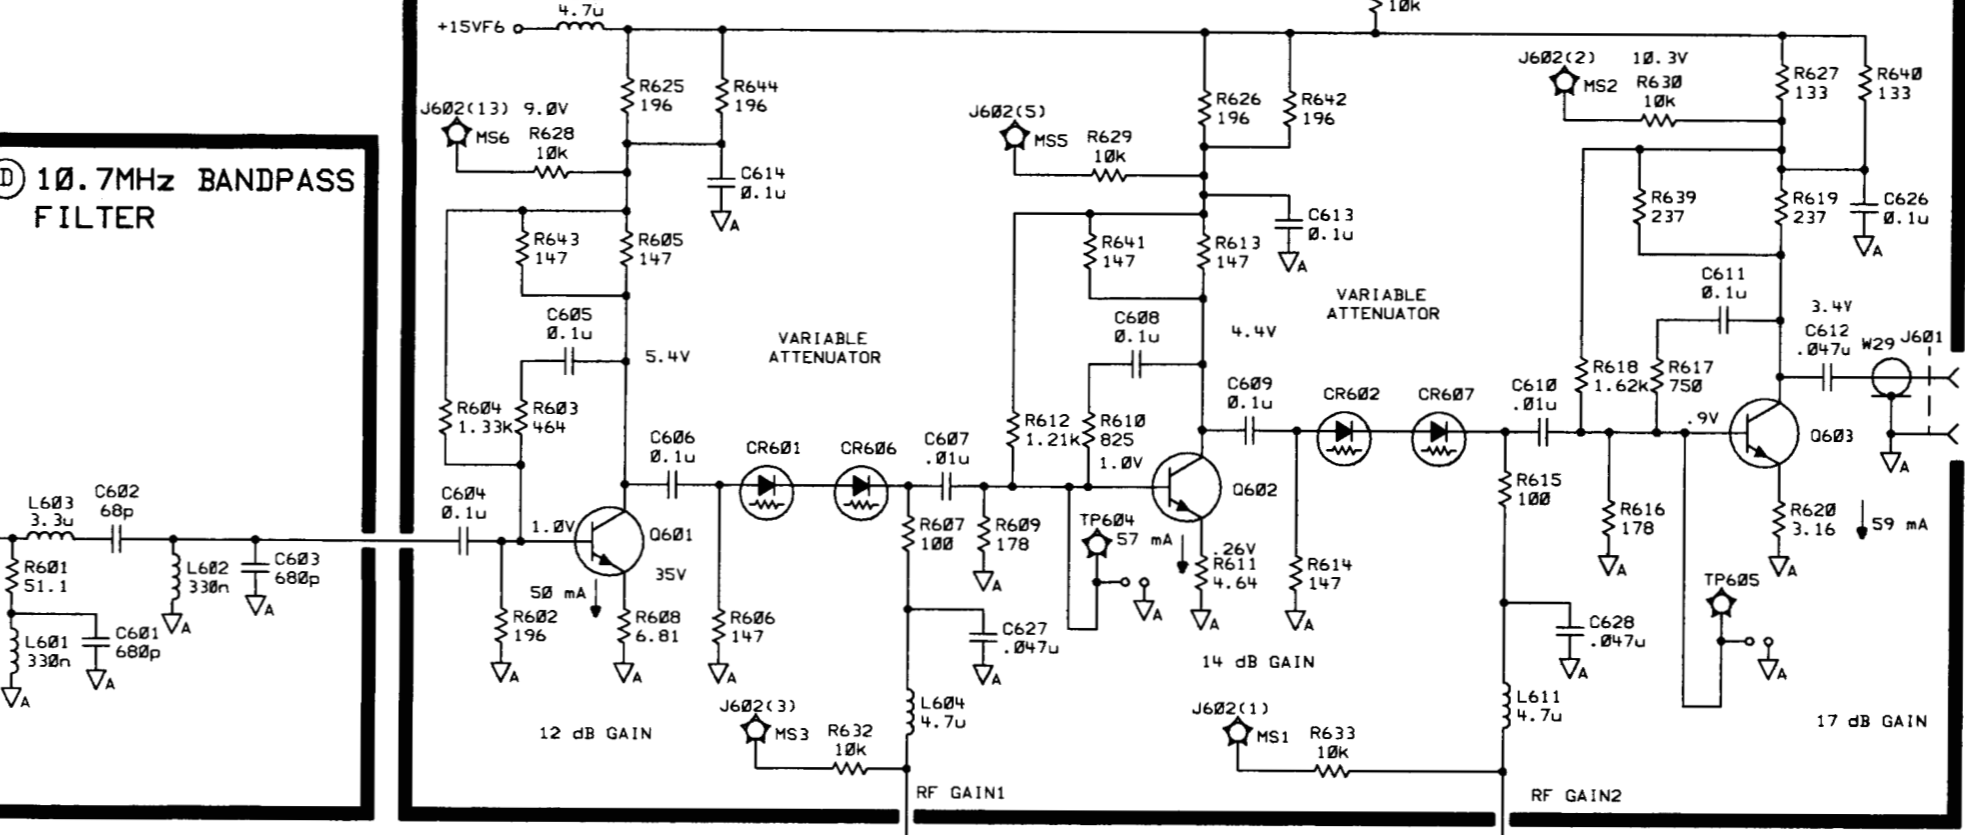 4.7u
+15VF6
10k
R625
196
R644
196
J602(13) 9.0V
MS6
R628
10k
C614
0.1u
A
D
10.7MHz BANDPASS
FILTER
R643
147
R605
147
C605
0.1u
5.4V
R604
1.33k
R603
464
VARIABLE
ATTENUATOR
C606
0.1u
CR601
CR606
C607
.01u
L603
3.3u
C602
68p
C604
0.1u
1.0V
Q601
35V
50 mA
R601
51.1
L602
330n
C603
680p
A
A
L601
330n
C601
680p
A
A
R602
196
A
R608
6.81
A
R606
147
A
R607
100
R609
178
A
C627
.047u
A
12 dB GAIN
J602(3)
MS3
R632
10k
L604
4.7u
RF GAIN1
J602(5)
MS5
R629
10k
R626
196
R642
196
C613
0.1u
A
R641
147
R613
147
C608
0.1u
4.4V
R612
1.21k
R610
825
1.0V
Q602
TP604
57 mA
A
.26V
R611
4.64
A
R614
147
A
14 dB GAIN
C609
0.1u
VARIABLE
ATTENUATOR
CR602
CR607
C610
.01u
J602(1)
MS1
R633
10k
R615
100
C628
.047u
A
L611
4.7u
RF GAIN2
J602(2)
MS2
10.3V
R630
10k
R627
133
R640
133
R639
237
R619
237
C626
0.1u
A
C611
0.1u
3.4V
C612
.047u
W29
J601
A
R618
1.62k
R617
750
.9V
Q603
R616
178
A
R620
3.16
A
59 mA
TP605
A
17 dB GAIN